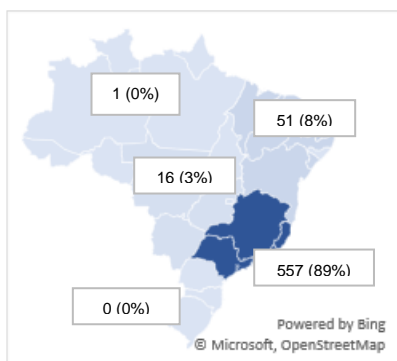 1 (0%)
51 (8%)
16 (3%)
557 (89%)
0 (0%)
Powered by Bing
© Microsoft, OpenStreetMap